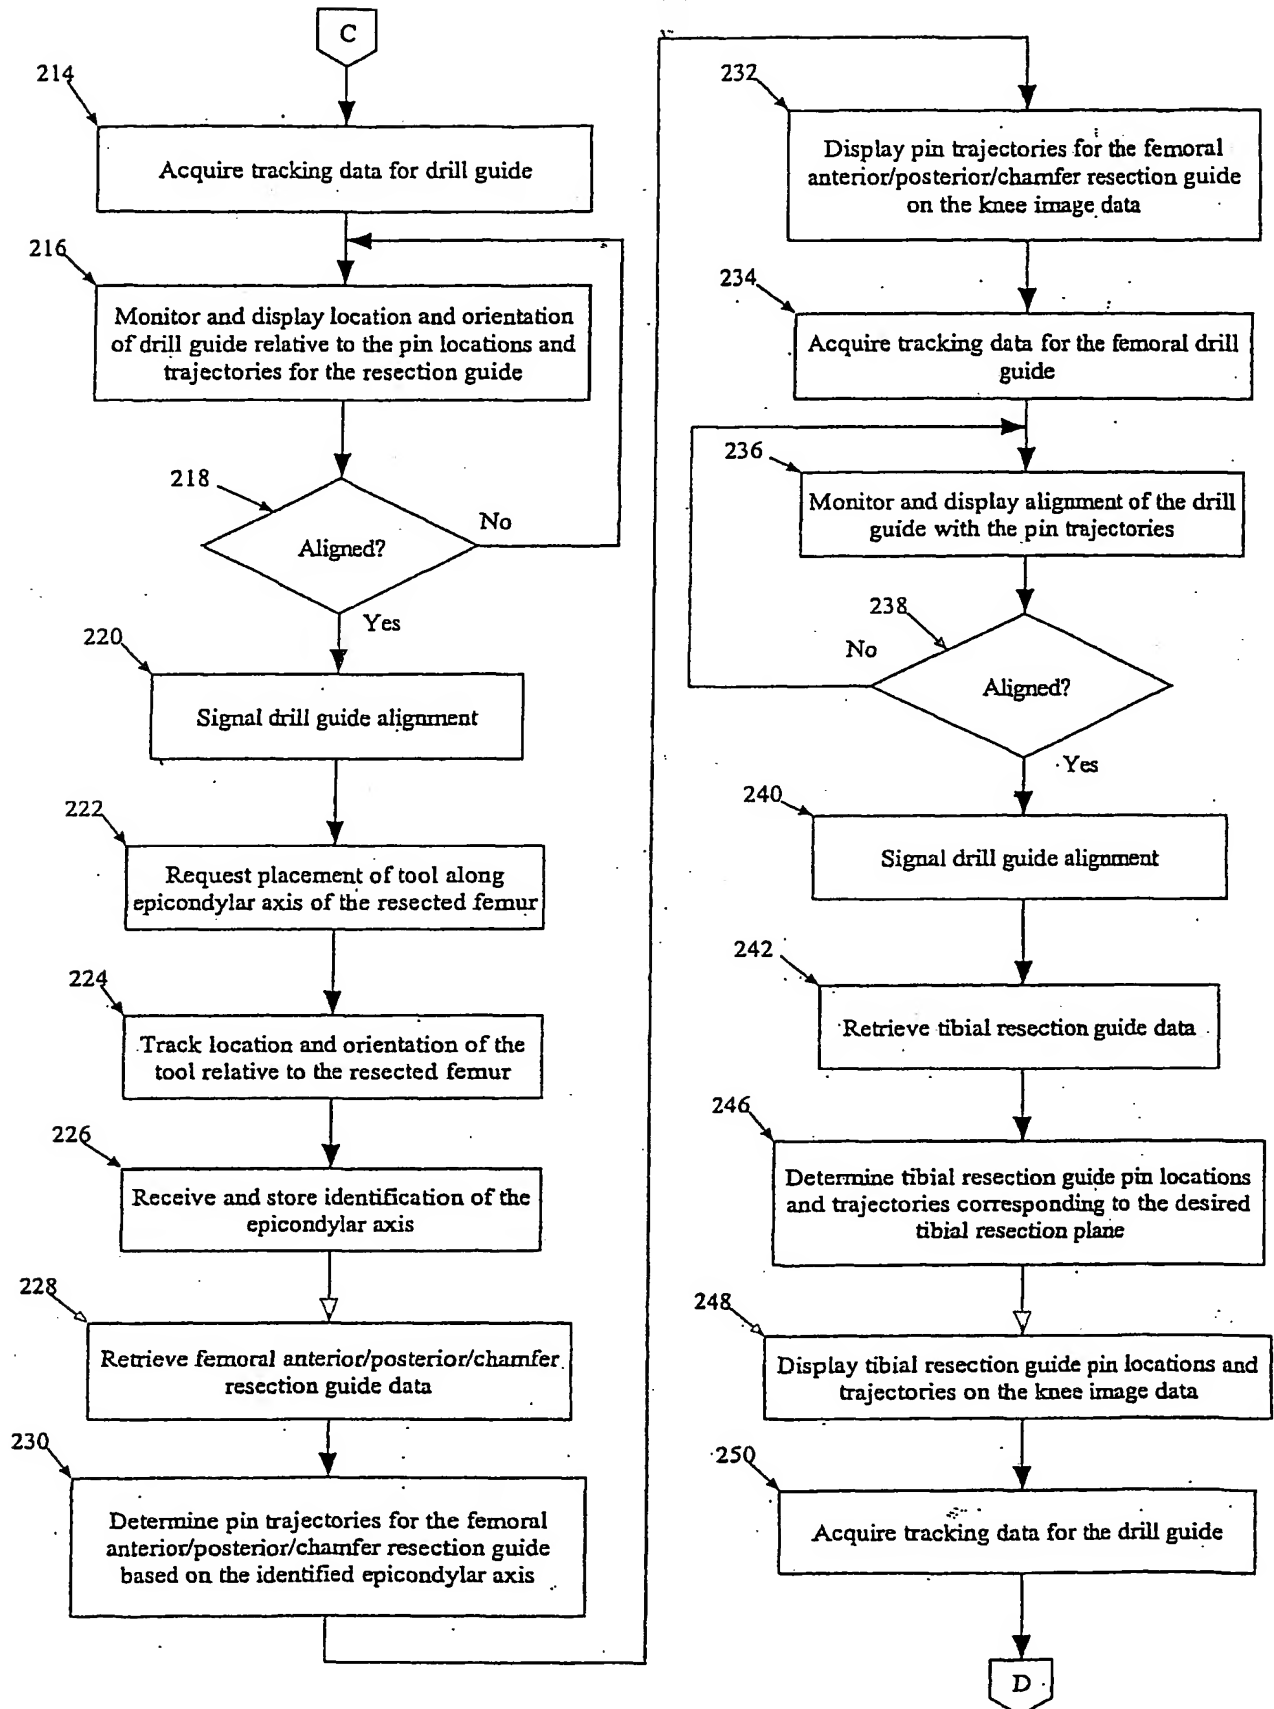 C
214
Acquire tracking data for drill guide
216
Monitor and display location and orientation
of drill guide relative to the pin locations and
trajectories for the resection guide
218
Aligned?
No
Yes
220
Signal drill guide alignment
222
Request placement of tool along
epicondylar axis of the resected femur
224
Track location and orientation of the
tool relative to the resected femur
226
Receive and store identification of the
epicondylar axis
228
Retrieve femoral anterior/posterior/chamfer
resection guide data
230
Determine pin trajectories for the femoral
anterior/posterior/chamfer resection guide
based on the identified epicondylar axis
232
Display pin trajectories for the femoral
anterior/posterior/chamfer resection guide
on the knee image data
234
Acquire tracking data for the femoral drill
guide
236
Monitor and display alignment of the drill
guide with the pin trajectories
238
No
Aligned?
Yes
240
Signal drill guide alignment
242
Retrieve tibial resection guide data
246
Determine tibial resection guide pin locations
and trajectories corresponding to the desired
tibial resection plane
248
Display tibial resection guide pin locations and
trajectories on the knee image data
250
Acquire tracking data for the drill guide
D